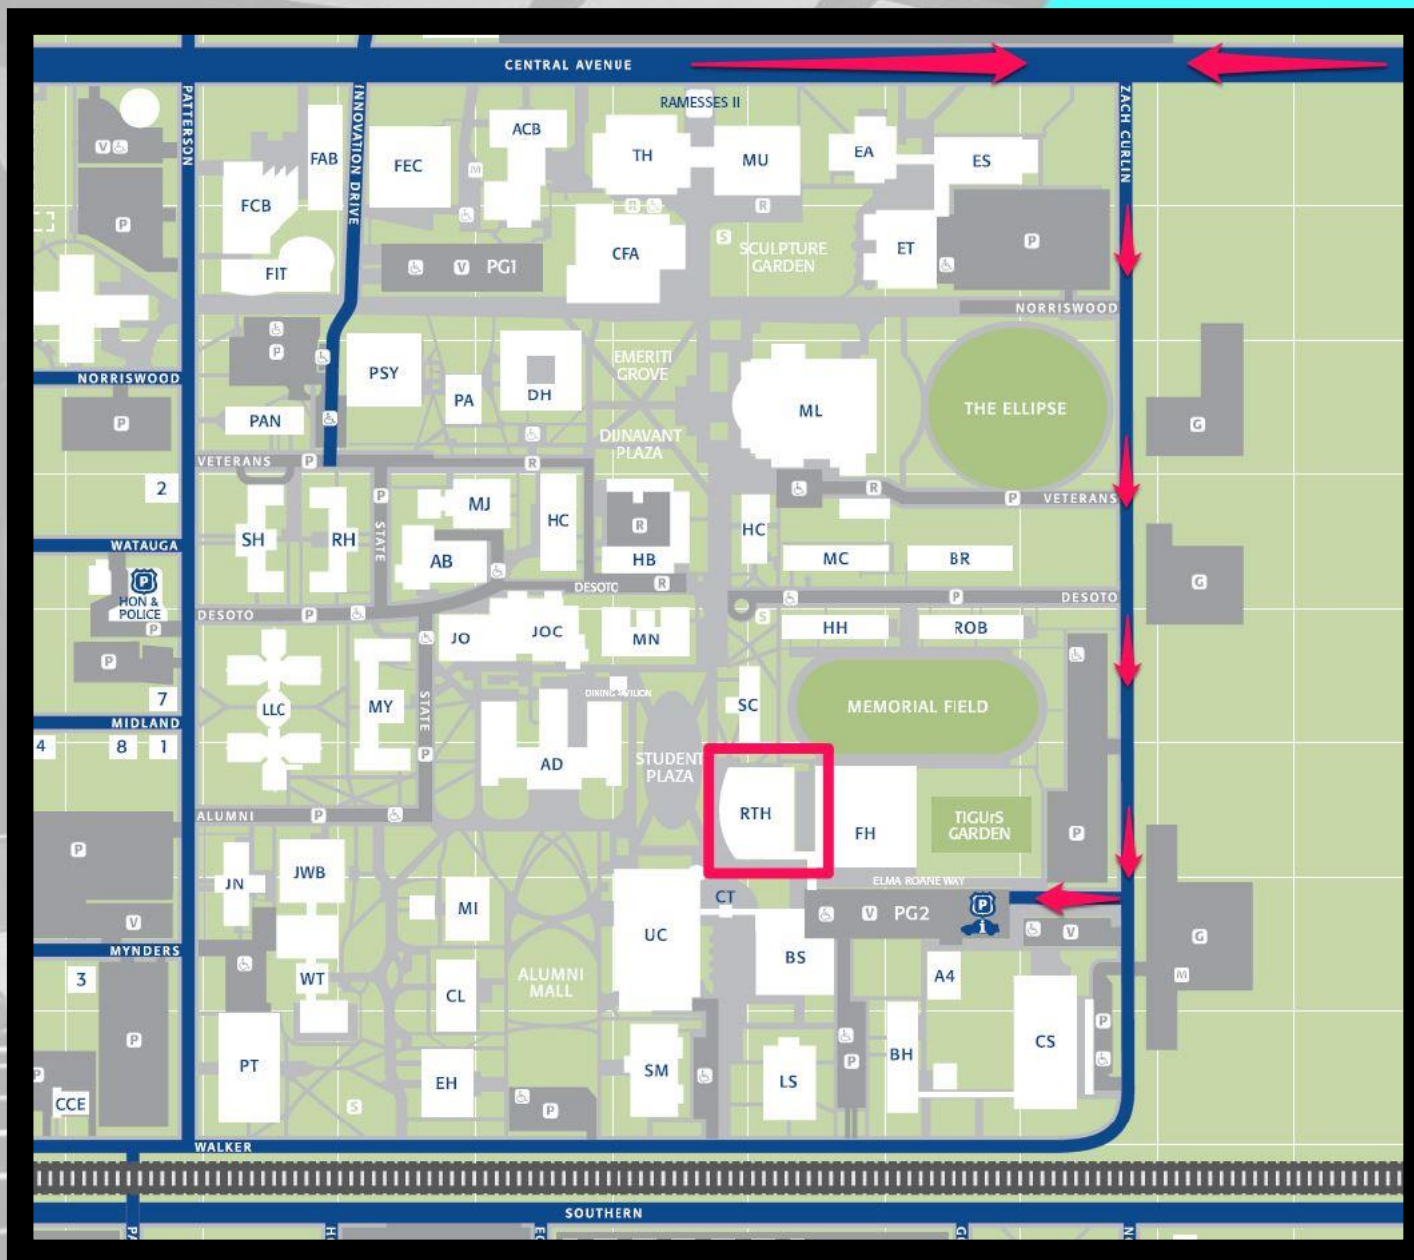 CENTRAL AVENUE
PATTERSON
INNOVATION DRIVE
ZACH CURLIN
RAMESSES II
ACB
FAB
FEC
TH
MU
EA
ES
V
M
P
FCB
R
R
CFA
S
SCULPTURE
GARDEN
ET
P
FIT
V
PG1
NORRISWOOD
P
PSY
EMERITI
GROVE
NORRISWOOD
PA
DH
ML
THE ELLIPSE
P
PAN
G
DUNAVANT
PLAZA
VETERANS
P
R
2
P
R
P
VETERANS
MJ
SH
RH
STATE
HC
R
HC
WATAUGA
AB
HB
MC
BR
P
HON &
POLICE
DESOTO
R
G
P
DESOTO
P
P
DESOTO
S
P
JO
JOC
MN
HH
ROB
P
7
LLC
MY
STATE
DINING PAVILION
SC
MEMORIAL FIELD
MIDLAND
4
8
1
P
AD
STUDENT
PLAZA
ALUMNI
P
RTH
FH
TIGUrS
GARDEN
P
P
JN
JWB
ELMA ROANE WAY
MI
CT
V
PG2
P
i
V
UC
V
G
MYNDERS
BS
3
WT
CL
ALUMNI
MALL
A4
M
P
P
CS
P
PT
EH
SM
LS
P
BH
P
CCE
S
P
WALKER
SOUTHERN